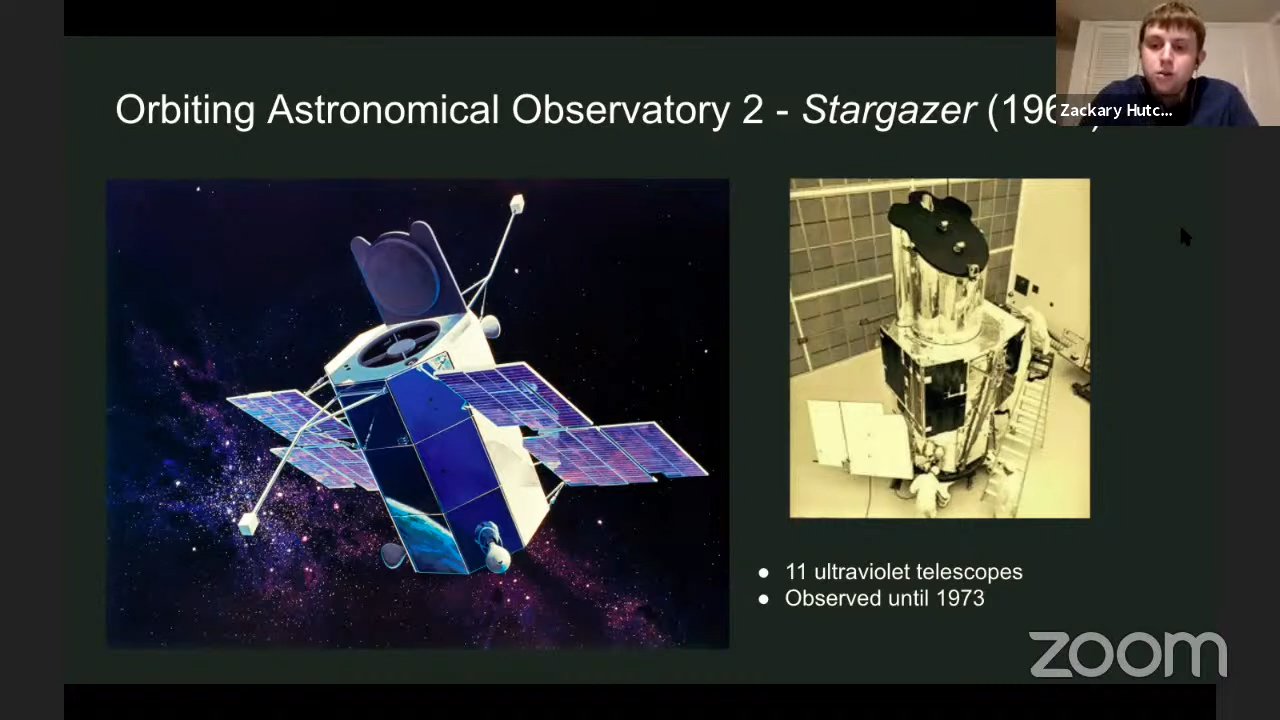 Orbiting Astronomical Observatory 2 - Stargazer (196
Zackary Hutc...
● 11 ultraviolet telescopes
● Observed until 1973
zoom